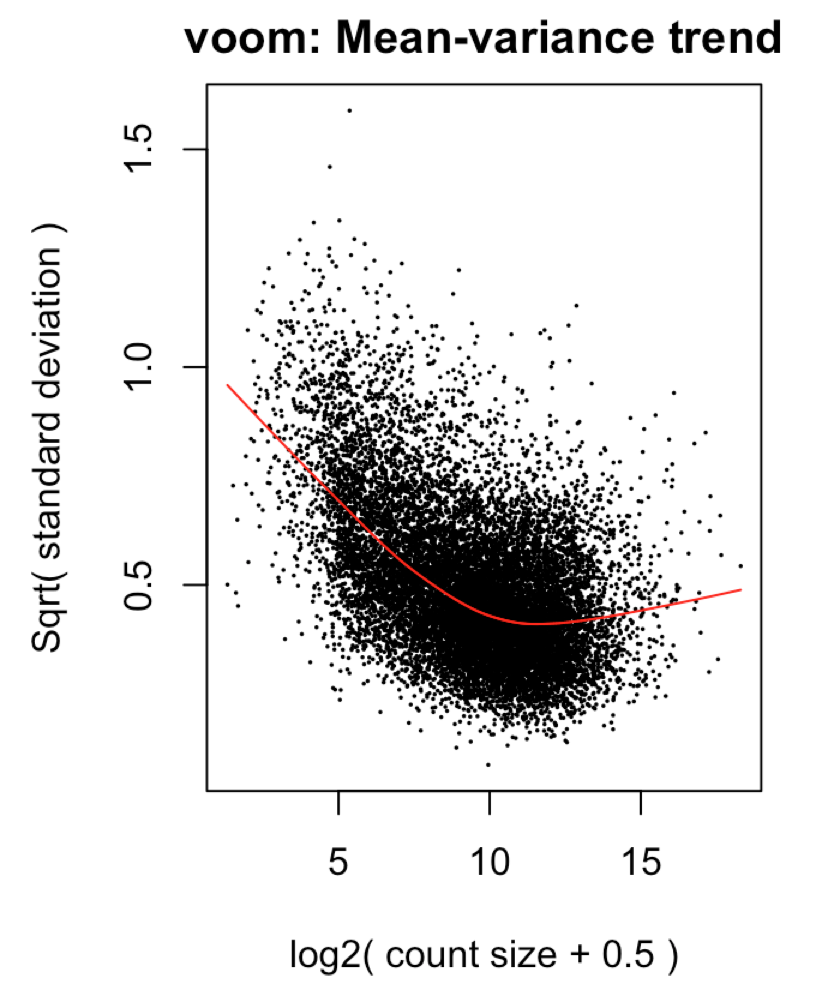 voom: Mean-variance trend
Sqrt( standard deviation )
1.5
1.0
0.5
5 10 15
log2( count size + 0.5 )